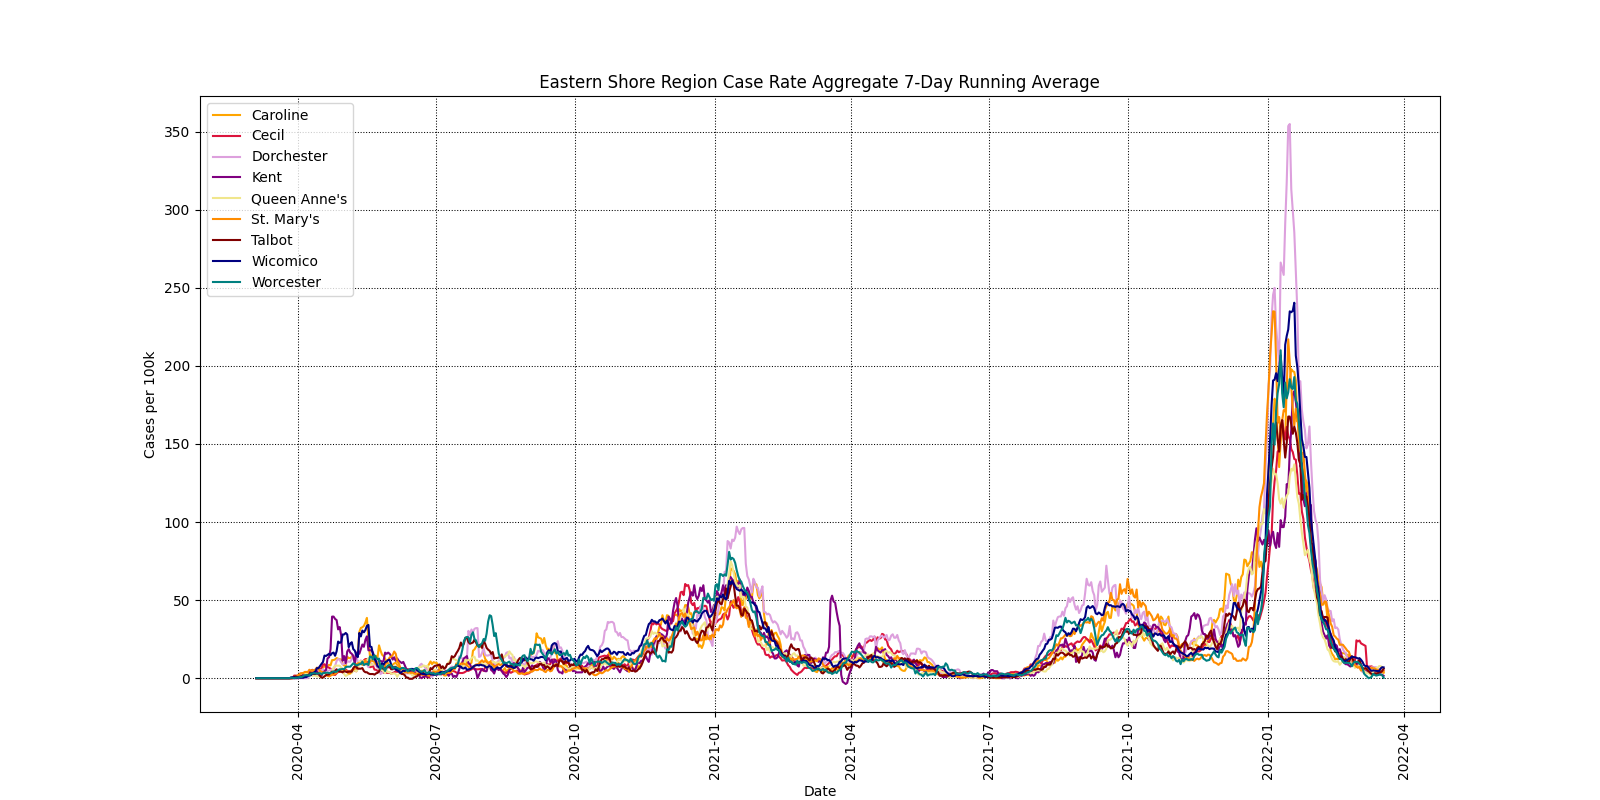 Eastern Shore Region Case Rate Aggregate 7-Day Running Average
Caroline
Cecil
Dorchester
Kent
Queen Anne's
St. Mary's
Talbot
Wicomico
Worcester
Cases per 100k
350
300
250
200
150
100
50
0
2020-04
2020-07
2020-10
2021-01
2021-04
2021-07
2021-10
2022-01
2022-04
Date